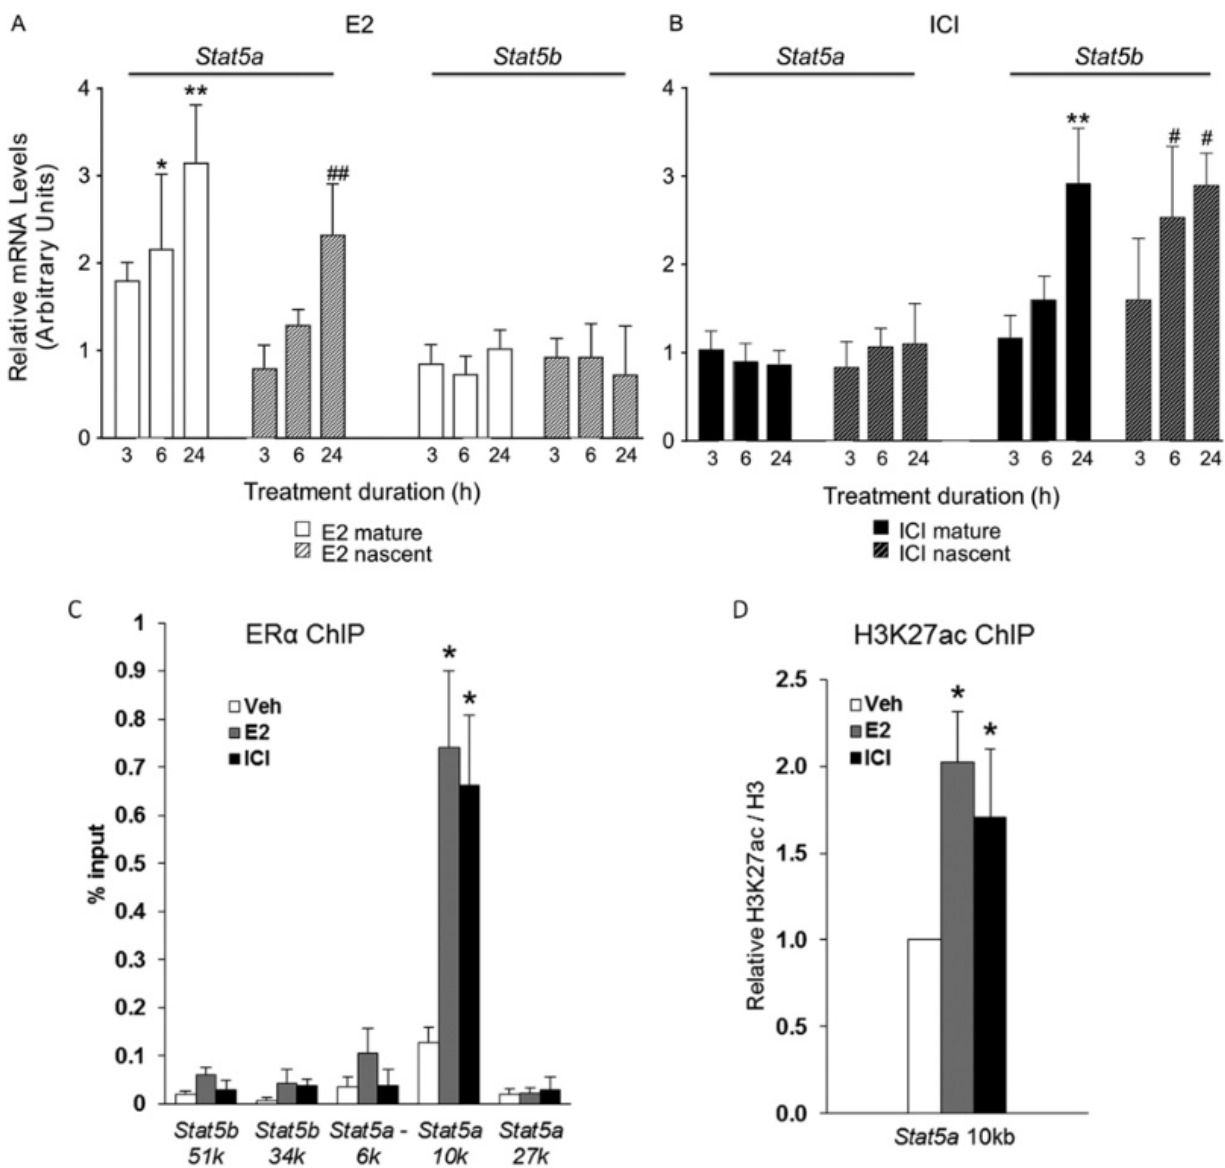 A
E2
Stat5a
Stat5b
Relative mRNA Levels
(Arbitrary Units)
4
3
2
1
0
*
**
##
3 6 24 3 6 24 3 6 24 3 6 24
Treatment duration (h)
E2 mature
E2 nascent
B
ICI
Stat5a
Stat5b
4
3
2
1
0
**
#
#
3 6 24 3 6 24 3 6 24 3 6 24
Treatment duration (h)
ICI mature
ICI nascent
C
ERα ChIP
% input
1
0.9
0.8
0.7
0.6
0.5
0.4
0.3
0.2
0.1
0
Veh
E2
ICI
*
*
Stat5b Stat5b Stat5a - Stat5a Stat5a
51k 34k 6k 10k 27k
D
H3K27ac ChIP
Relative H3K27ac / H3
2.5
2.0
1.5
1.0
0.5
0.0
Veh
E2
ICI
*
*
Stat5a 10kb